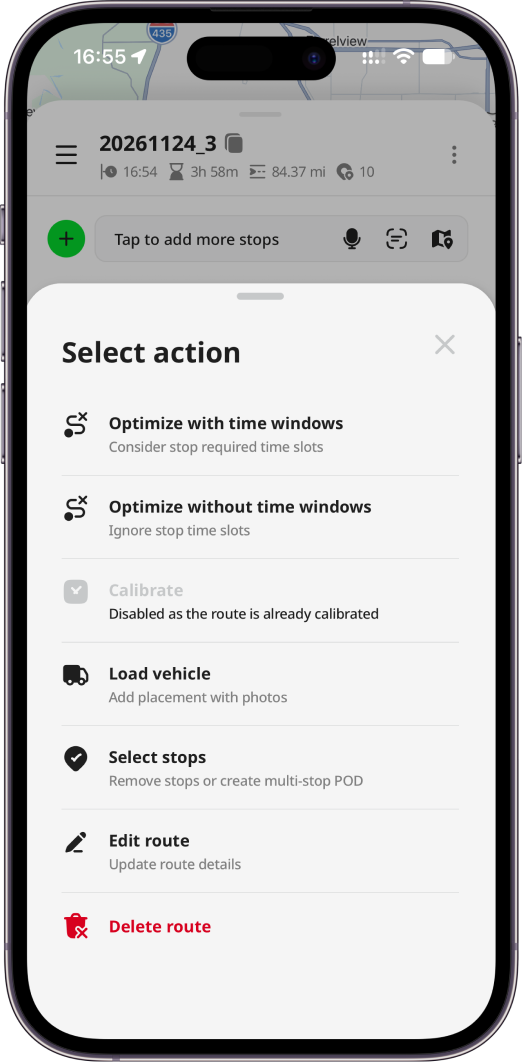 435
relview
16:55
20261124_3
16:54 3h 58m 84.37 mi 10
Tap to add more stops
Select action
Optimize with time windows
Consider stop required time slots
Optimize without time windows
Ignore stop time slots
Calibrate
Disabled as the route is already calibrated
Load vehicle
Add placement with photos
Select stops
Remove stops or create multi-stop POD
Edit route
Update route details
Delete route